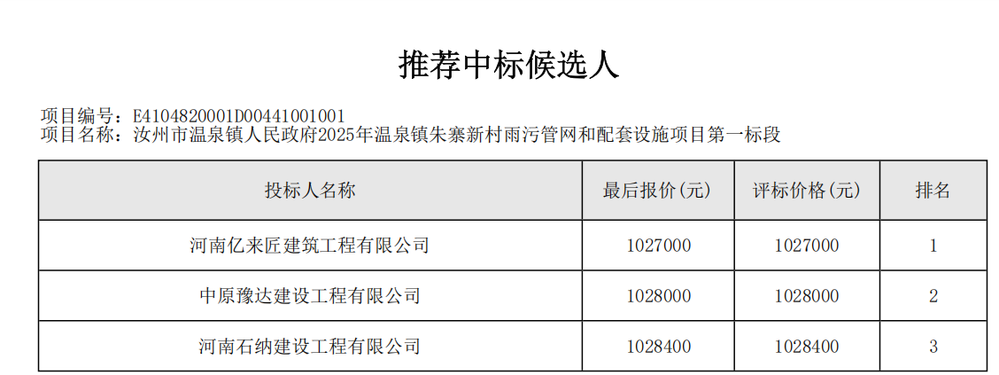 推荐中标候选人
项目编号：E4104820001D00441001001
项目名称：汝州市温泉镇人民政府2025年温泉镇朱寨新村雨污管网和配套设施项目第一标段
投标人名称 最后报价(元) 评标价格(元) 排名
河南亿来匠建筑工程有限公司 1027000 1027000 1
中原豫达建设工程有限公司 1028000 1028000 2
河南石纳建设工程有限公司 1028400 1028400 3